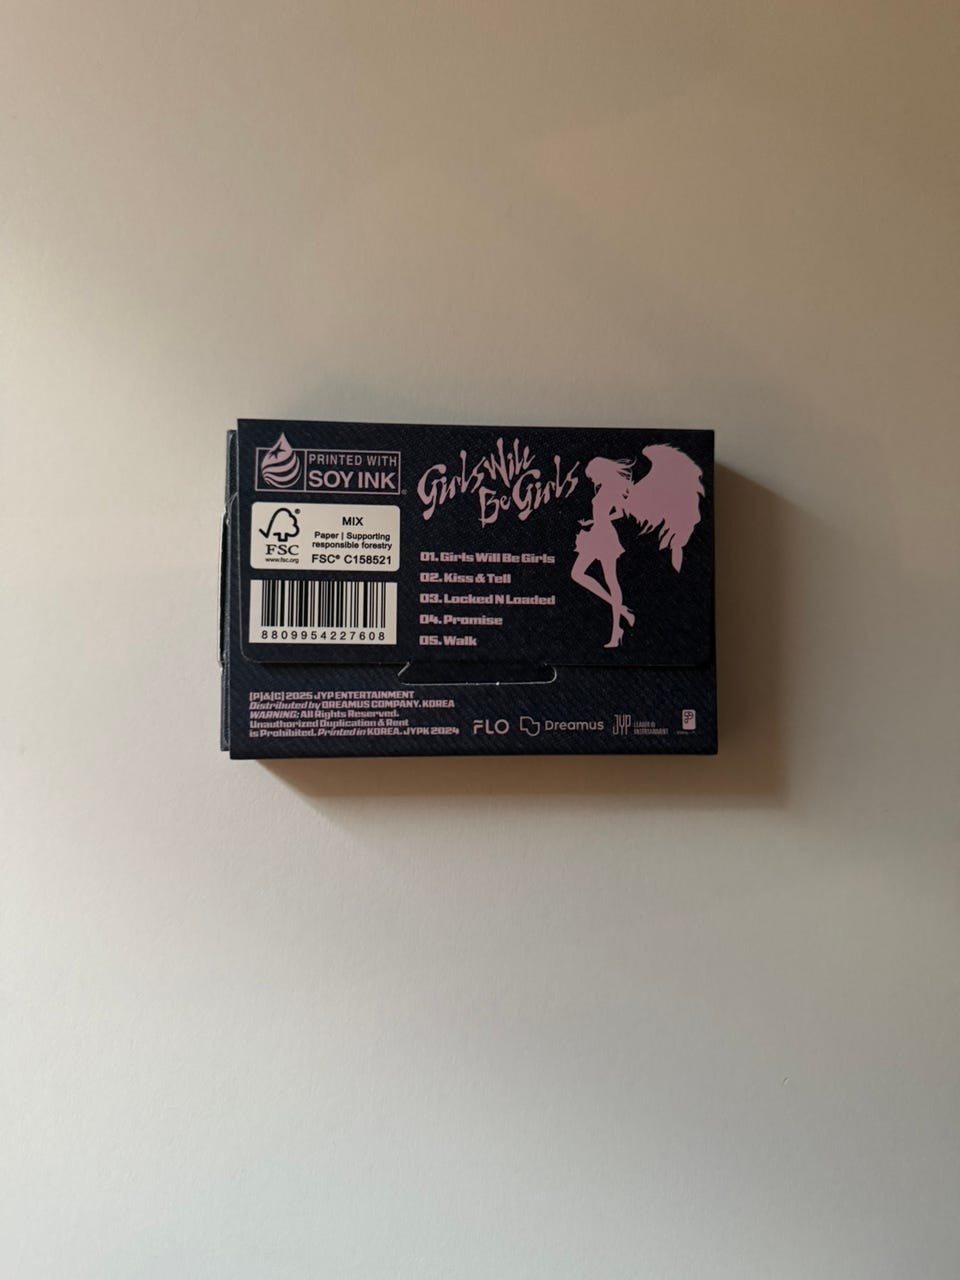 PRINTED WITH
SOY INK
FSC
www.fsc.org
MIX
Paper | Supporting
responsible forestry
FSC® C158521
8809954227608
Girls Will
Be Girls
01. Girls Will Be Girls
02. Kiss & Tell
03. Locked N Loaded
04. Promise
05. Walk
(P)&(C) 2025 JYP ENTERTAINMENT
Distributed by DREAMUS COMPANY. KOREA
WARNING: All Rights Reserved.
Unauthorized Duplication & Rent
is Prohibited. Printed in KOREA. JYPK 2024
FLO
Dreamus
JYP
LEADER IN
ENTERTAINMENT